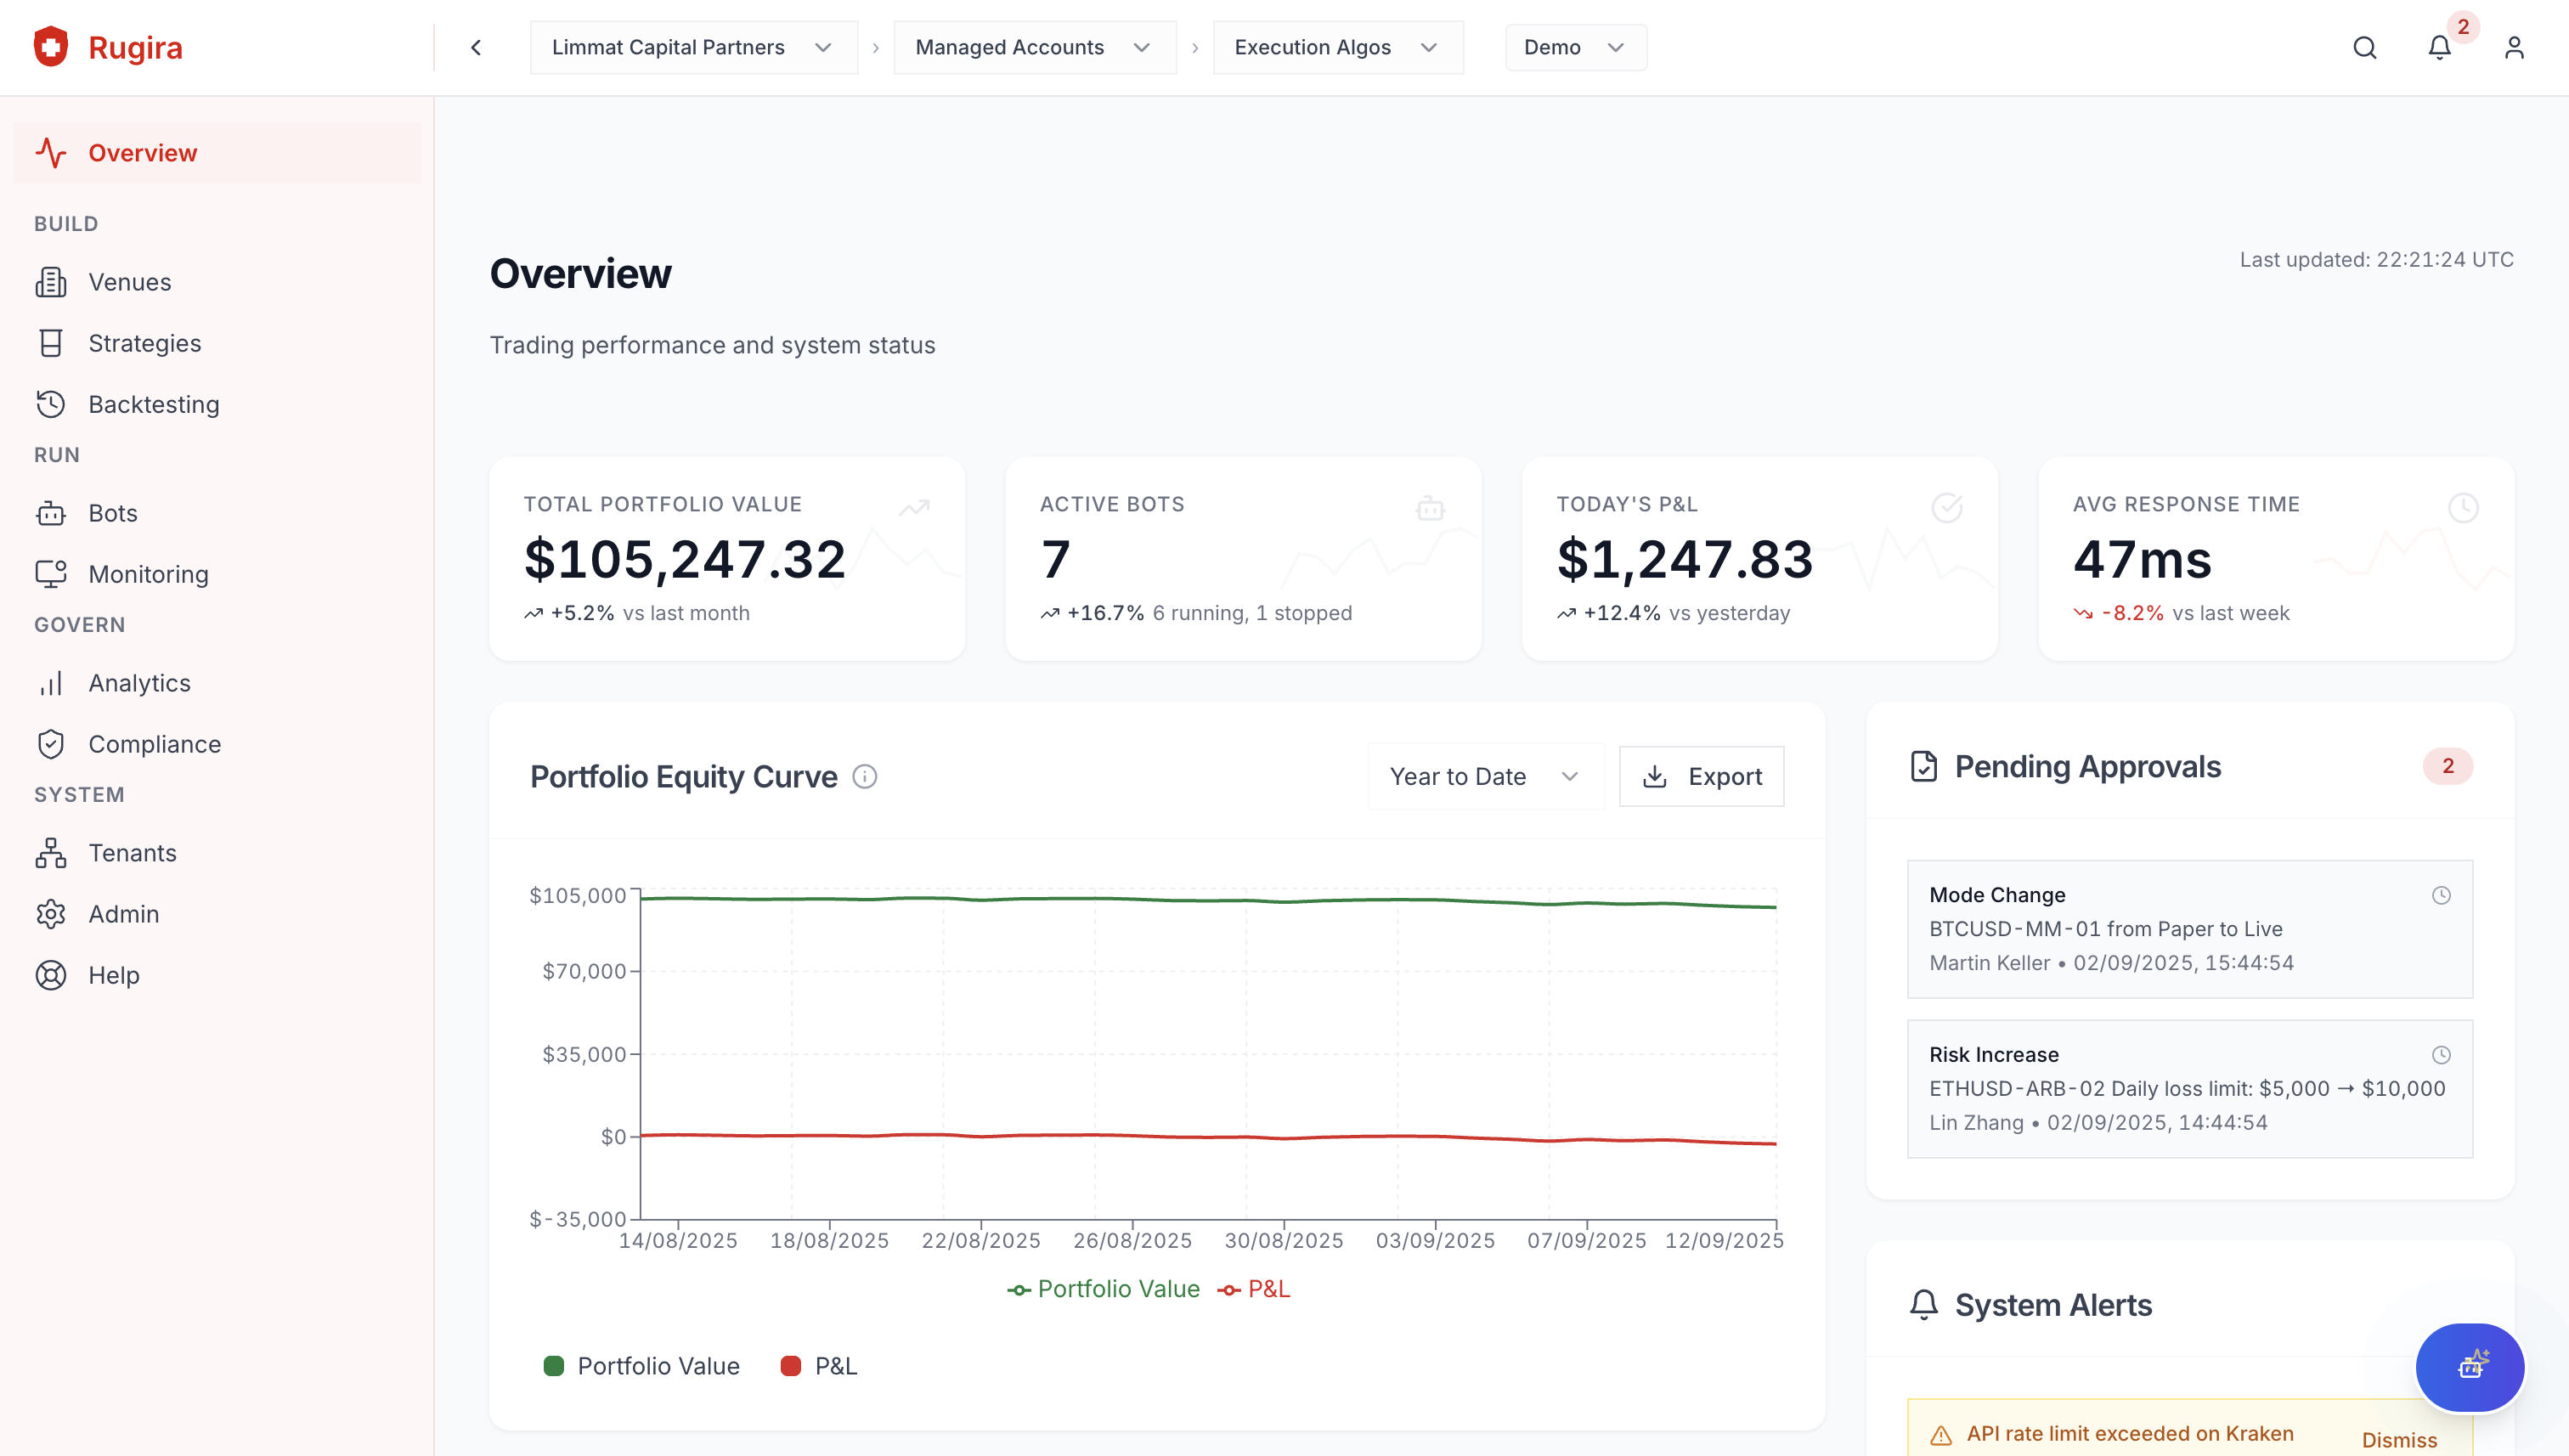 Rugira
Limmat Capital Partners
Managed Accounts
Execution Algos
Demo
2
Overview
BUILD
Venues
Strategies
Backtesting
RUN
Bots
Monitoring
GOVERN
Analytics
Compliance
SYSTEM
Tenants
Admin
Help
Overview
Last updated: 22:21:24 UTC
Trading performance and system status
TOTAL PORTFOLIO VALUE
$105,247.32
+5.2% vs last month
ACTIVE BOTS
7
+16.7% 6 running, 1 stopped
TODAY'S P&L
$1,247.83
+12.4% vs yesterday
AVG RESPONSE TIME
47ms
-8.2% vs last week
Portfolio Equity Curve
Year to Date
Export
$105,000
$70,000
$35,000
$0
$-35,000
14/08/2025 18/08/2025 22/08/2025 26/08/2025 30/08/2025 03/09/2025 07/09/2025 12/09/2025
Portfolio Value P&L
Portfolio Value P&L
Pending Approvals
2
Mode Change
BTCUSD-MM-01 from Paper to Live
Martin Keller • 02/09/2025, 15:44:54
Risk Increase
ETHUSD-ARB-02 Daily loss limit: $5,000 → $10,000
Lin Zhang • 02/09/2025, 14:44:54
System Alerts
API rate limit exceeded on Kraken
Dismiss